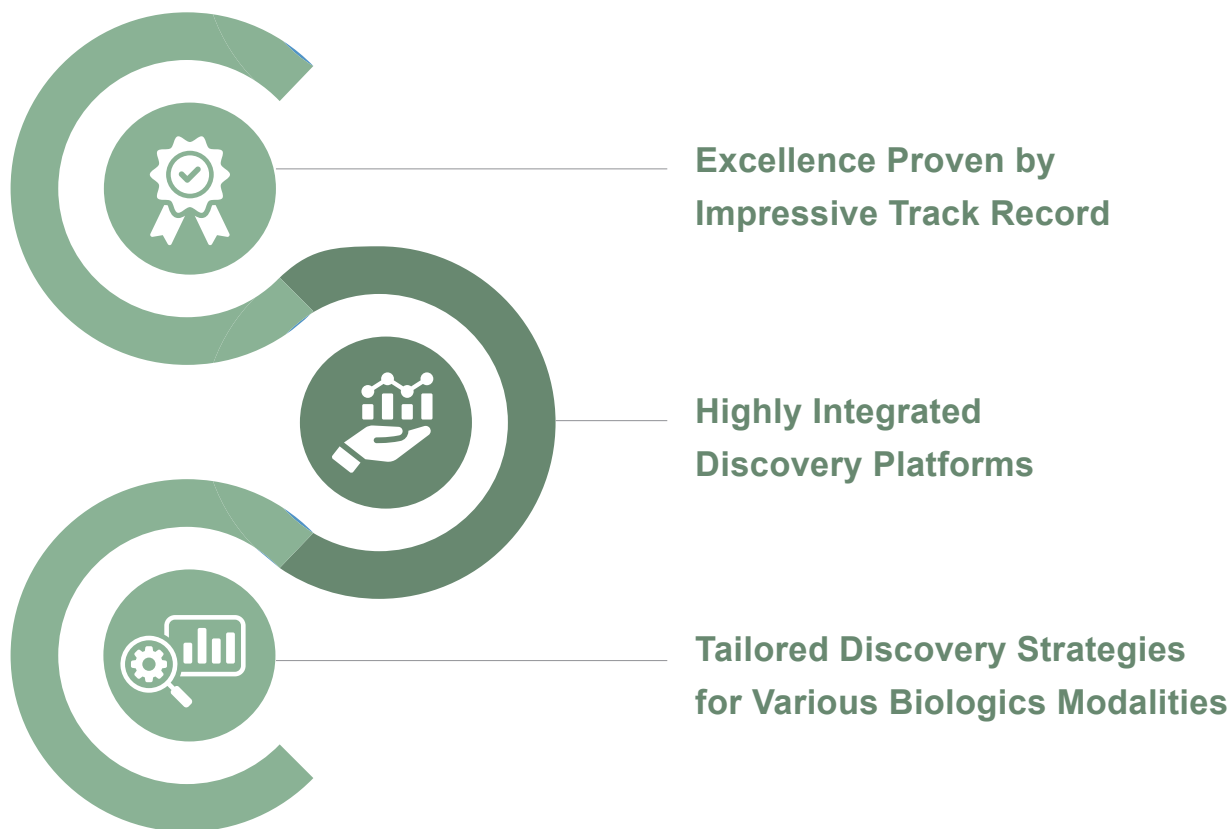 Excellence Proven by
Impressive Track Record
Highly Integrated
Discovery Platforms
Tailored Discovery Strategies
for Various Biologics Modalities